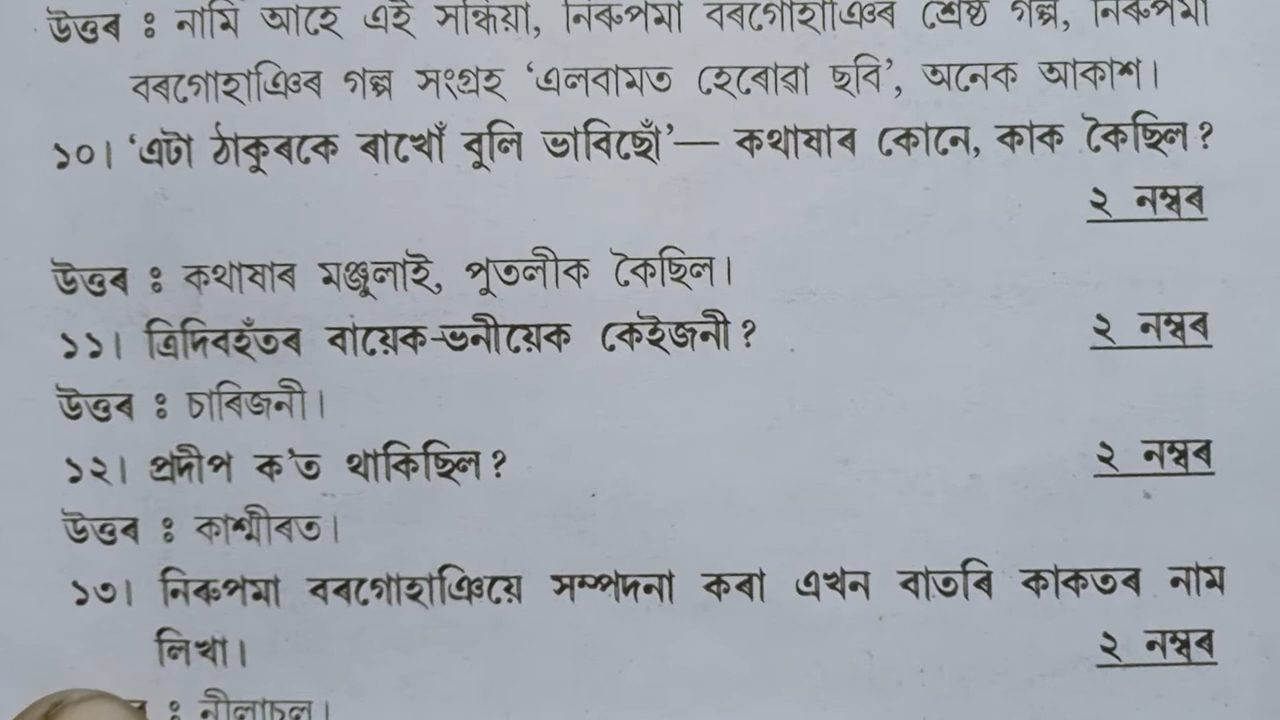 উত্তৰ : নামি আহে এই সন্ধিয়া, নিৰুপমা বৰগোহাঞিৰ শ্ৰেষ্ঠ গল্প, নিৰুপমা
বৰগোহাঞিৰ গল্প সংগ্ৰহ ‘এলবামত হেৰোৱা ছবি’, অনেক আকাশ।
১০। ‘এটা ঠাকুৰকে ৰাখোঁ বুলি ভাবিছোঁ’— কথাষাৰ কোনে, কাক কৈছিল ?
২ নম্বৰ
উত্তৰ : কথাষাৰ মঞ্জুলাই, পুতলীক কৈছিল।
১১। ত্ৰিদিবহঁতৰ বায়েক-ভনীয়েক কেইজনী ?
২ নম্বৰ
উত্তৰ : চাৰিজনী।
১২। প্ৰদীপ ক’ত থাকিছিল ?
২ নম্বৰ
উত্তৰ : কাশ্মীৰত।
১৩। নিৰুপমা বৰগোহাঞিয়ে সম্পদনা কৰা এখন বাতৰি কাকতৰ নাম
লিখা।
২ নম্বৰ
ৰ : নীলাচল।